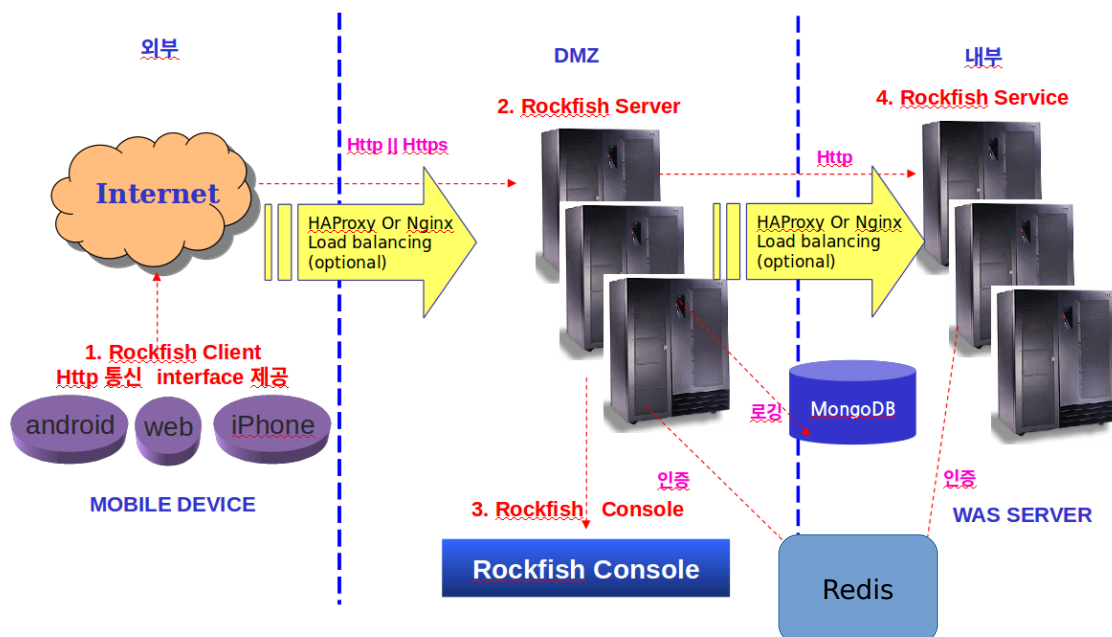 외부
DMZ
내부
2. Rockfish Server
4. Rockfish Service
Http || Https
Http
Internet
HAProxy Or Nginx
Load balancing
(optional)
HAProxy Or Nginx
Load balancing
(optional)
1. Rockfish Client
Http 통신 interface 제공
android
web
iPhone
MOBILE DEVICE
로깅
MongoDB
인증
인증
3. Rockfish Console
WAS SERVER
Rockfish Console
Redis